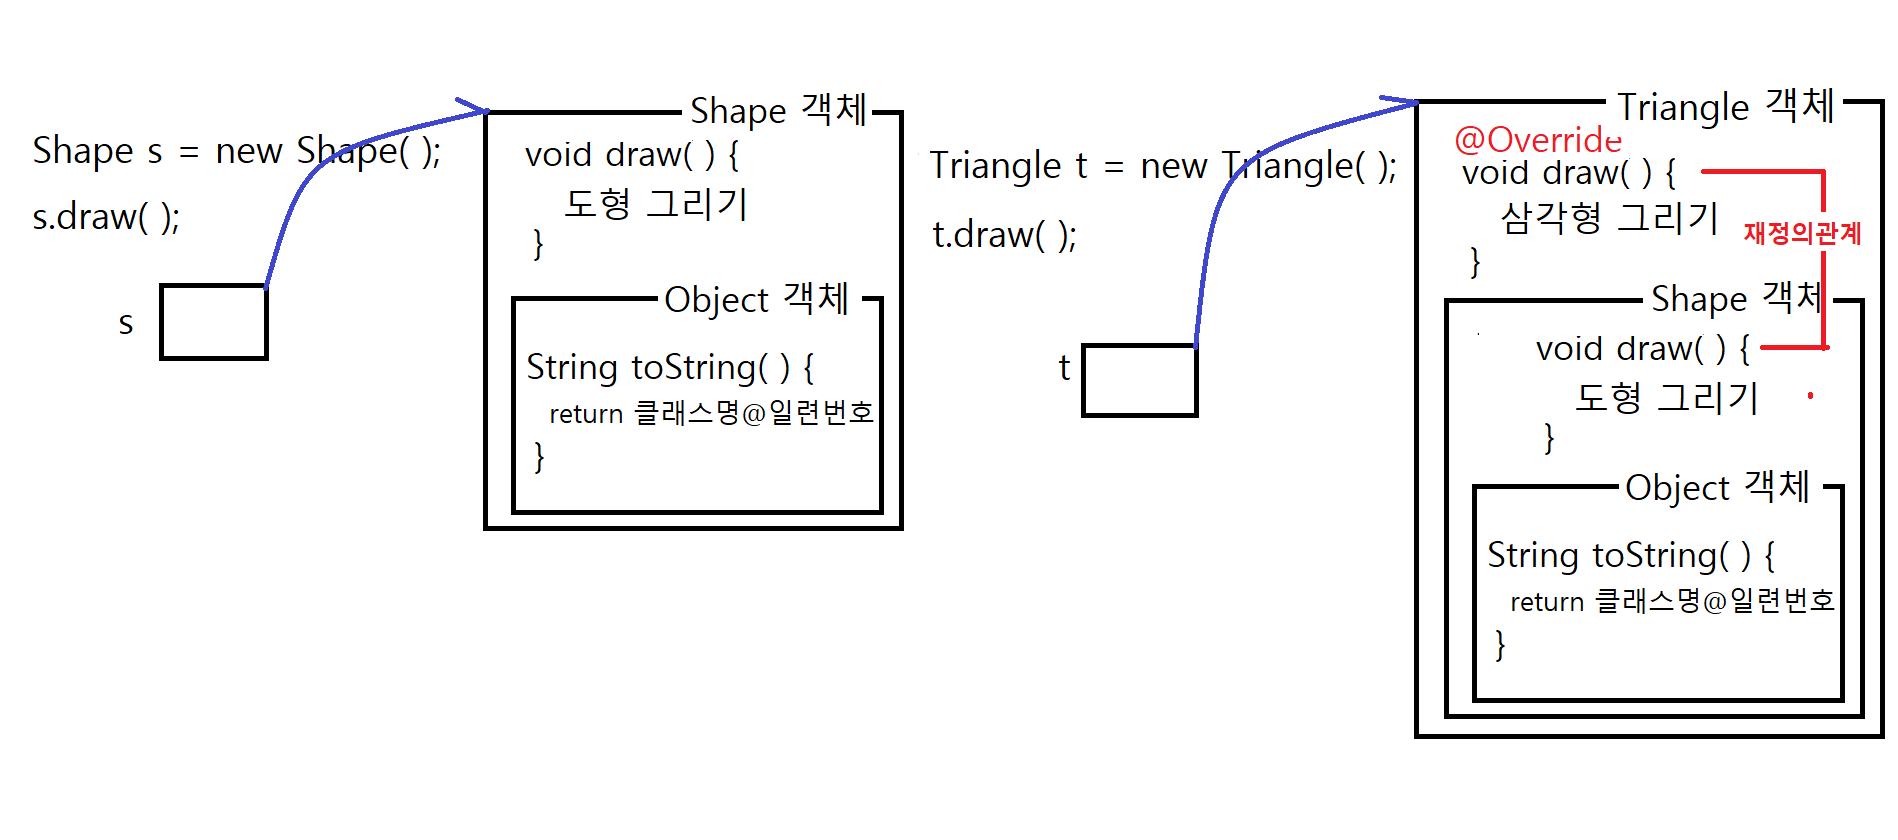 Shape s = new Shape( );
s.draw( );
s
Shape 객체
void draw( ) {
도형 그리기
}
Object 객체
String toString( ) {
return 클래스명@일련번호
}
Triangle t = new Triangle( );
t.draw( );
t
Triangle 객체
@Override
void draw( ) {
삼각형 그리기
}
재정의관계
Shape 객체
void draw( ) {
도형 그리기
}
Object 객체
String toString( ) {
return 클래스명@일련번호
}